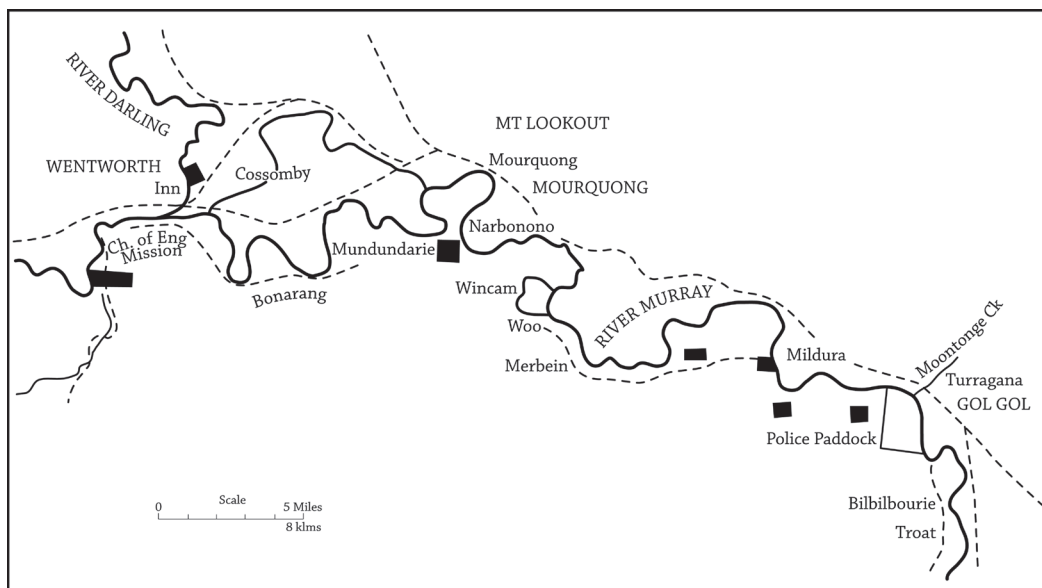 RIVER DARLING
MT LOOKOUT
WENTWORTH
Inn
Cossomby
Mourquong
MOURQUONG
Ch. of Eng
Mission
Mundundarie
Narbonono
Bonarang
Wincam
Woo
RIVER MURRAY
Merbein
Mildura
Moontonge Ck
Turragana
GOL GOL
Police Paddock
Bilbilbourie
Troat
Scale
0 5 Miles
8 klms